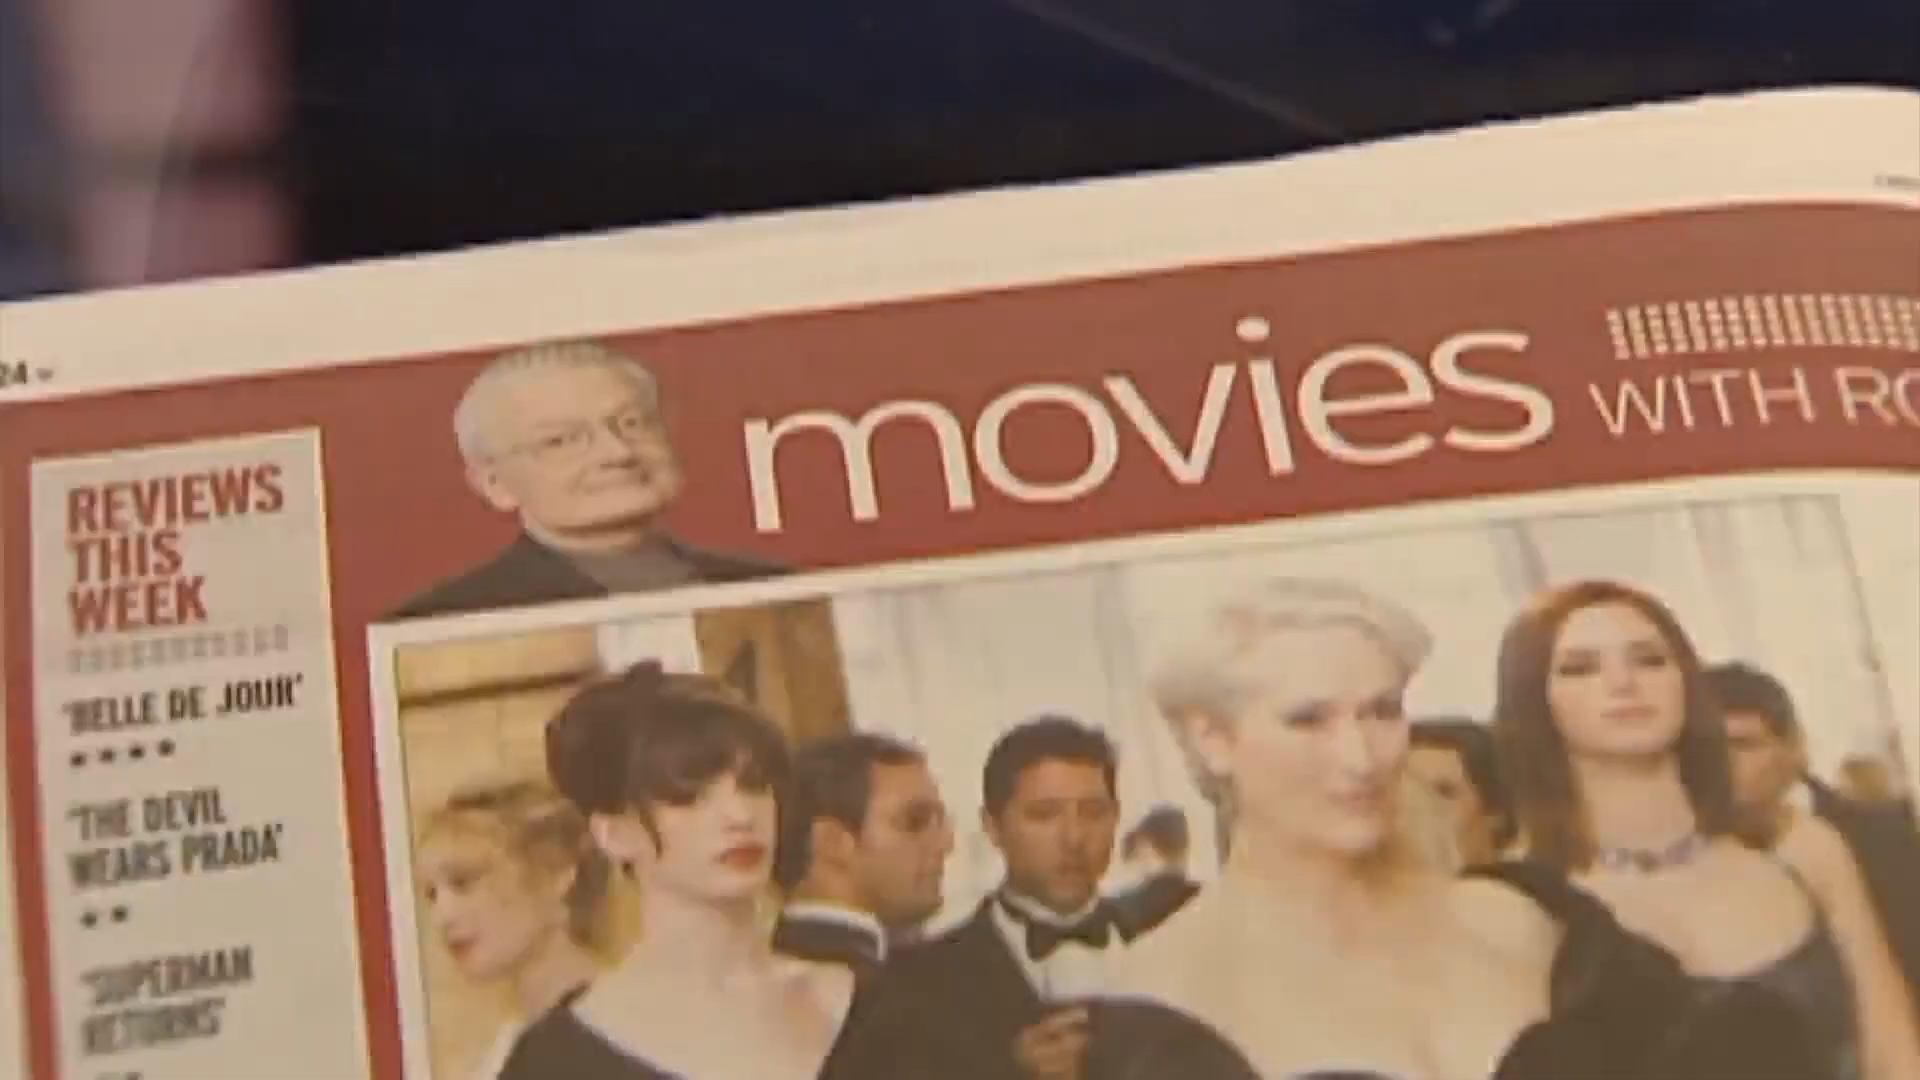 24
movies
WITH RO
REVIEWS
THIS
WEEK
'BELLE DE JOUR'
'THE DEVIL
WEARS PRADA'
'SUPERMAN
RETURNS'